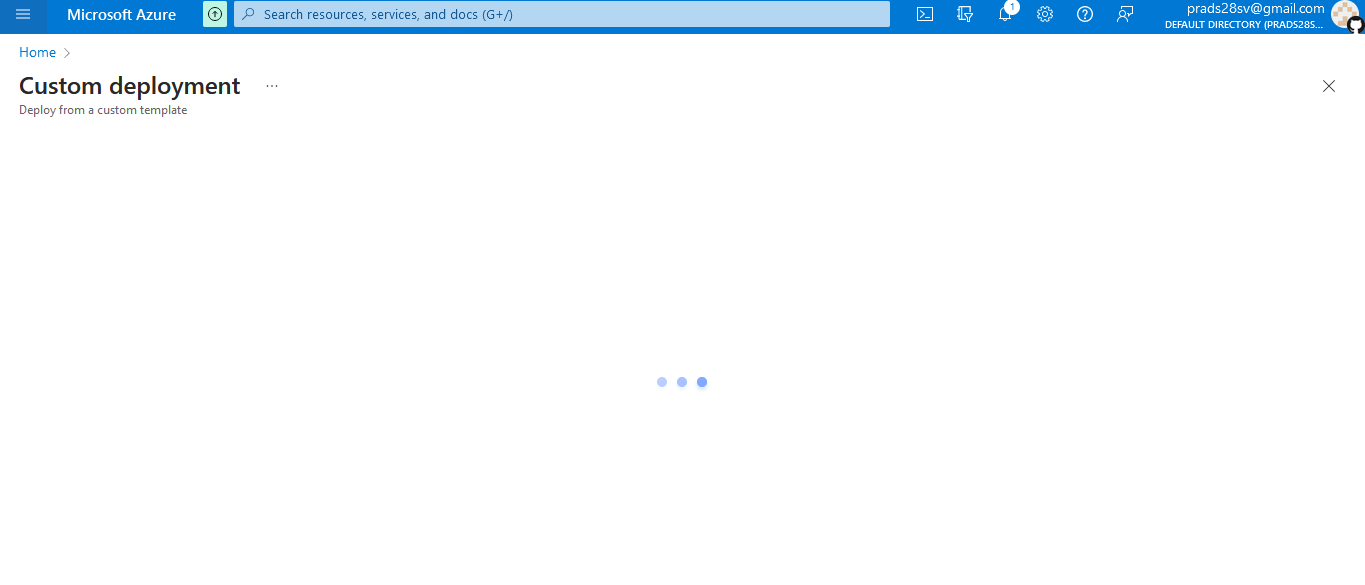 Microsoft Azure
Search resources, services, and docs (G+/)
1
prads28sv@gmail.com
DEFAULT DIRECTORY (PRADS28S...
Home
Custom deployment
...
Deploy from a custom template